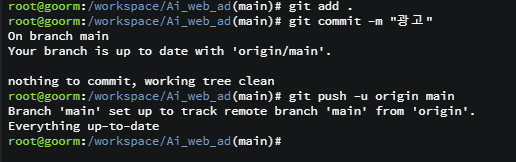 root@goorm:/workspace/Ai_web_ad(main)# git add .
root@goorm:/workspace/Ai_web_ad(main)# git commit -m "광고"
On branch main
Your branch is up to date with 'origin/main'.
nothing to commit, working tree clean
root@goorm:/workspace/Ai_web_ad(main)# git push -u origin main
Branch 'main' set up to track remote branch 'main' from 'origin'.
Everything up-to-date
root@goorm:/workspace/Ai_web_ad(main)#